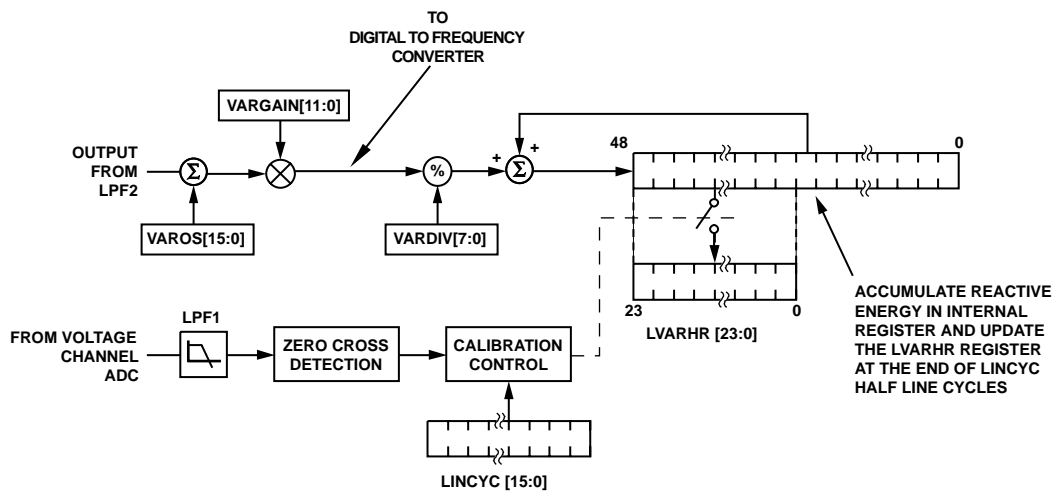 TO
DIGITAL TO FREQUENCY
CONVERTER
VARGAIN[11:0]
OUTPUT
FROM
LPF2
Σ
%
+
+
Σ
48
0
VAROS[15:0]
VARDIV[7:0]
23
0
LVARHR [23:0]
ACCUMULATE REACTIVE
ENERGY IN INTERNAL
REGISTER AND UPDATE
THE LVARHR REGISTER
AT THE END OF LINCYC
HALF LINE CYCLES
FROM VOLTAGE
CHANNEL
ADC
LPF1
ZERO CROSS
DETECTION
CALIBRATION
CONTROL
LINCYC [15:0]